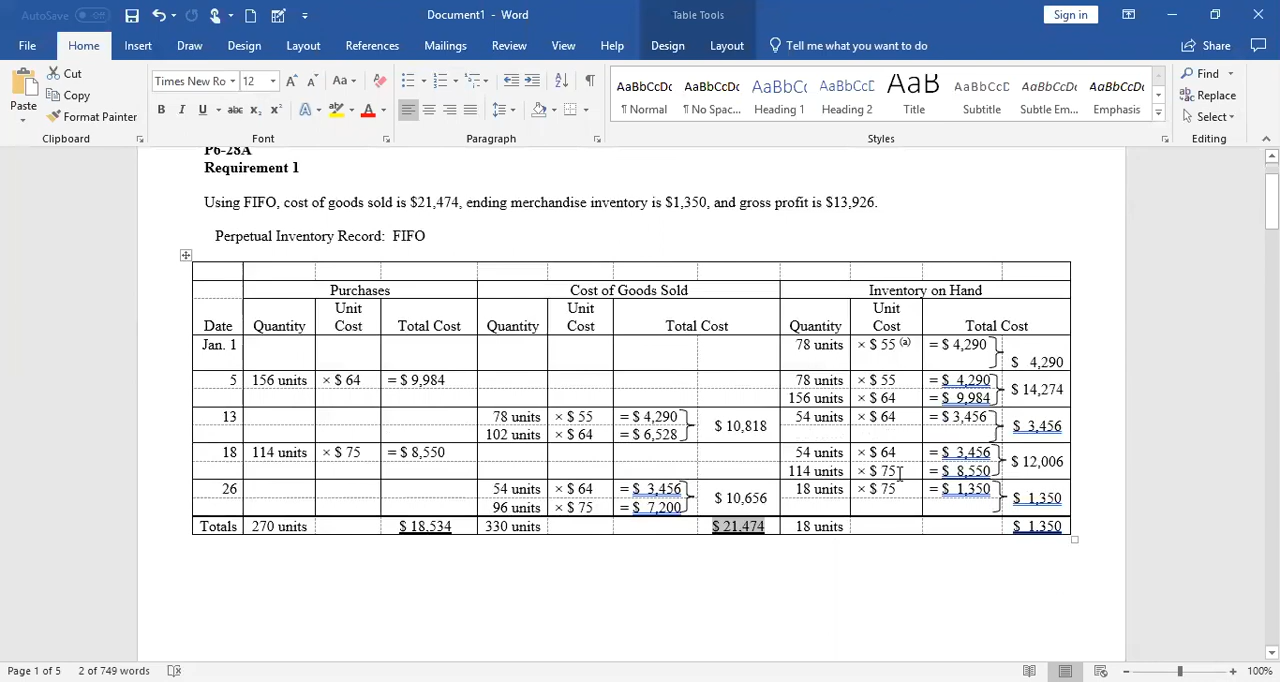 AutoSave Off Document1 - Word Table Tools Sign in
File Home Insert Draw Design Layout References Mailings Review View Help Design Layout Tell me what you want to do Share
Paste Cut Copy Format Painter
Times New Ro 12 Aa
AaBbCcDc AaBbCcDc AaBbCc AaBbCcD AaB AaBbCcD AaBbCcDc AaBbCcDc
¶ Normal ¶ No Spac... Heading 1 Heading 2 Title Subtitle Subtle Em... Emphasis
Find Replace Select
Clipboard Font Paragraph Styles Editing
P6-28A
Requirement 1
Using FIFO, cost of goods sold is $21,474, ending merchandise inventory is $1,350, and gross profit is $13,926.
Perpetual Inventory Record: FIFO
Purchases Cost of Goods Sold Inventory on Hand
Unit Unit Unit
Date Quantity Cost Total Cost Quantity Cost Total Cost Quantity Cost Total Cost
Jan. 1 78 units × $ 55 (a) = $ 4,290
$ 4,290
5 156 units × $ 64 = $ 9,984 78 units × $ 55 = $ 4,290 $ 14,274
156 units × $ 64 = $ 9,984
13 78 units × $ 55 = $ 4,290 $ 10,818 54 units × $ 64 = $ 3,456 $ 3,456
102 units × $ 64 = $ 6,528
18 114 units × $ 75 = $ 8,550 54 units × $ 64 = $ 3,456 $ 12,006
114 units × $ 75 = $ 8,550
26 54 units × $ 64 = $ 3,456 $ 10,656 18 units × $ 75 = $ 1,350 $ 1,350
96 units × $ 75 = $ 7,200
Totals 270 units $ 18,534 330 units $ 21,474 18 units $ 1,350
Page 1 of 5 2 of 749 words 100%